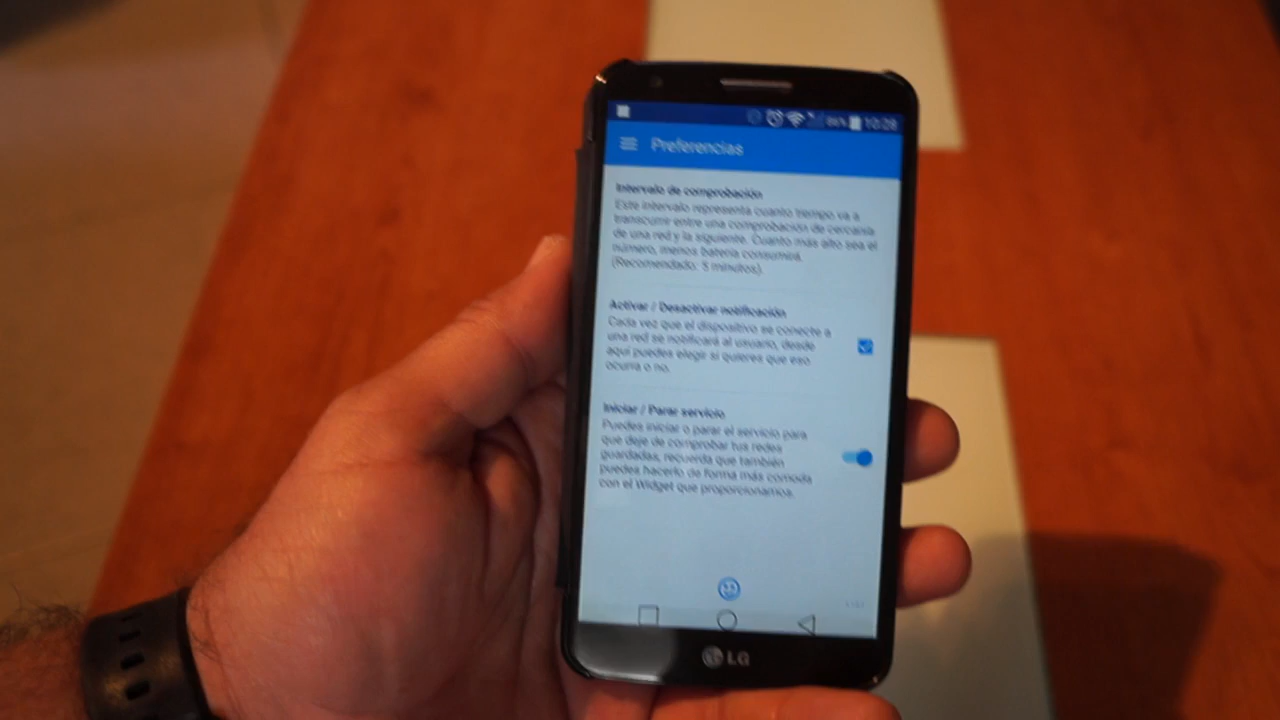 10:28
Preferencias
Intervalo de comprobación
Este intervalo representa cuanto tiempo va a
transcurrir entre una comprobación de cercanía
de una red y la siguiente. Cuanto más alto sea el
número, menos batería consumirá.
(Recomendado: 5 minutos).
Activar / Desactivar notificación
Cada vez que el dispositivo se conecte a
una red se notificará al usuario, desde
aquí puedes elegir si quieres que eso
ocurra o no.
Iniciar / Parar servicio
Puedes iniciar o parar el servicio para
que deje de comprobar tus redes
guardadas, recuerda que también
puedes hacerlo de forma más comoda
con el Widget que proporcionamos.
LG